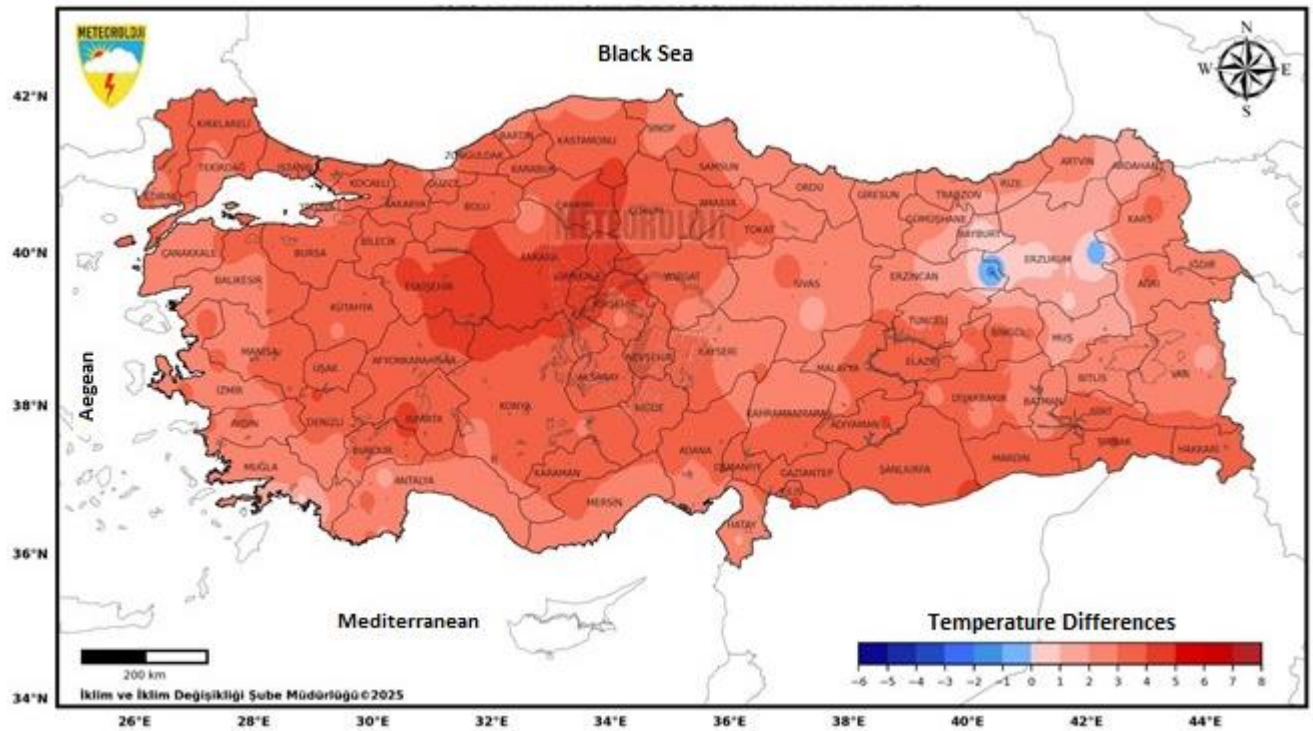 METEOROLOJI
Black Sea
N
W E
S
42°N
40°N
38°N
36°N
34°N
KIRKLARELİ
TEKİRDAĞ
İSTANBUL
EDİRNE
KOCAELİ
SAKARYA
DÜZCE
ZONGULDAK
BARTIN
KARABÜK
KASTAMONU
SİNOP
SAMSUN
ORDU
GİRESUN
TRABZON
RİZE
ARTVİN
ARDAHAN
ÇANAKKALE
BALIKESİR
BURSA
BİLECİK
BOLU
ÇANKIRI
ÇORUM
AMASYA
TOKAT
GÜMÜŞHANE
BAYBURT
ERZURUM
KARS
IĞDIR
METEOROLOJI
ESKİŞEHİR
ANKARA
KIRIKKALE
YOZGAT
SİVAS
ERZİNCAN
AĞRI
KÜTAHYA
KIRŞEHİR
TUNCELİ
BİNGÖL
MUŞ
MANİSA
UŞAK
AFYONKARAHİSAR
AKSARAY
NEVŞEHİR
KAYSERİ
MALATYA
ELAZIĞ
BİTLİS
VAN
İZMİR
AYDIN
DENİZLİ
ISPARTA
KONYA
NİĞDE
KAHRAMANMARAŞ
ADIYAMAN
DİYARBAKIR
BATMAN
SİİRT
ŞIRNAK
HAKKARİ
MUĞLA
BURDUR
ANTALYA
KARAMAN
MERSİN
ADANA
OSMANİYE
GAZİANTEP
KİLİS
ŞANLIURFA
MARDİN
HATAY
Aegean
Mediterranean
Temperature Differences
−6 −5 −4 −3 −2 −1 0 1 2 3 4 5 6 7 8
200 km
İklim ve İklim Değişikliği Şube Müdürlüğü©2025
26°E 28°E 30°E 32°E 34°E 36°E 38°E 40°E 42°E 44°E